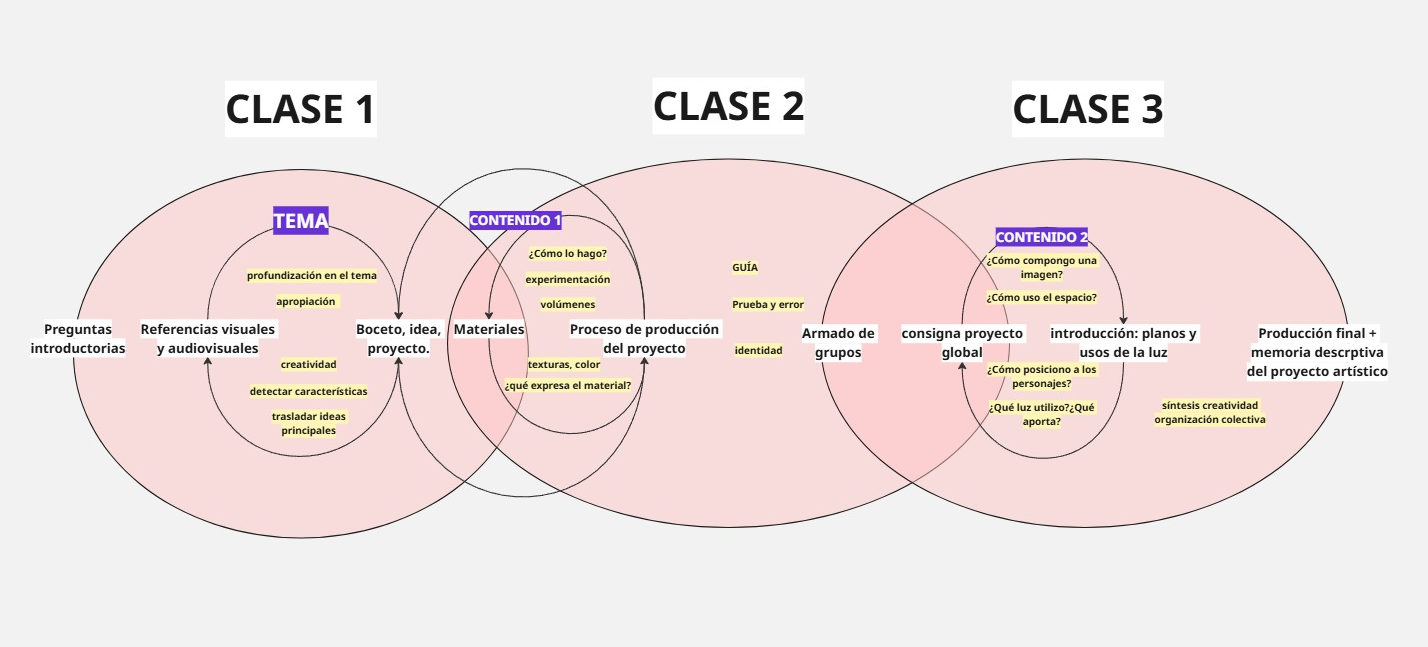 CLASE 1
CLASE 2
CLASE 3
TEMA
profundización en el tema
apropiación
Preguntas
introductorias
Referencias visuales
y audiovisuales
Boceto, idea,
proyecto.
creatividad
detectar características
trasladar ideas
principales
CONTENIDO 1
¿Cómo lo hago?
experimentación
volúmenes
Materiales
Proceso de producción
del proyecto
texturas, color
¿qué expresa el material?
GUÍA
Prueba y error
identidad
Armado de
grupos
CONTENIDO 2
¿Cómo compongo una
imagen?
¿Cómo uso el espacio?
consigna proyecto
global
introducción: planos y
usos de la luz
¿Cómo posiciono a los
personajes?
¿Qué luz utilizo?¿Qué
aporta?
Producción final +
memoria descrptiva
del proyecto artístico
síntesis creatividad
organización colectiva